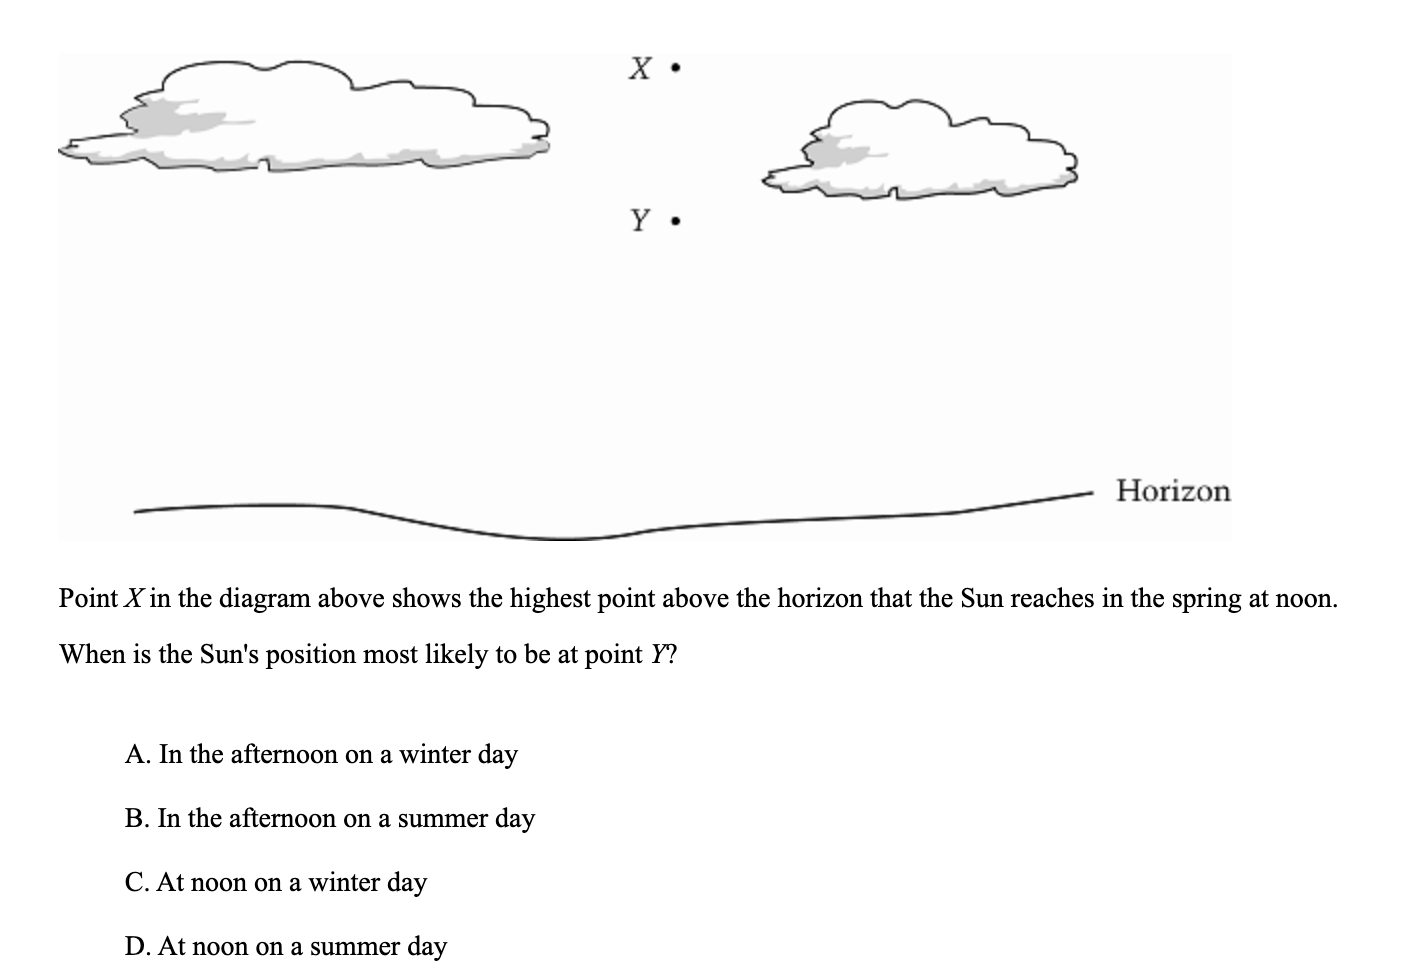 X
Y
Horizon
Point X in the diagram above shows the highest point above the horizon that the Sun reaches in the spring at noon.
When is the Sun's position most likely to be at point Y?
A. In the afternoon on a winter day
B. In the afternoon on a summer day
C. At noon on a winter day
D. At noon on a summer day